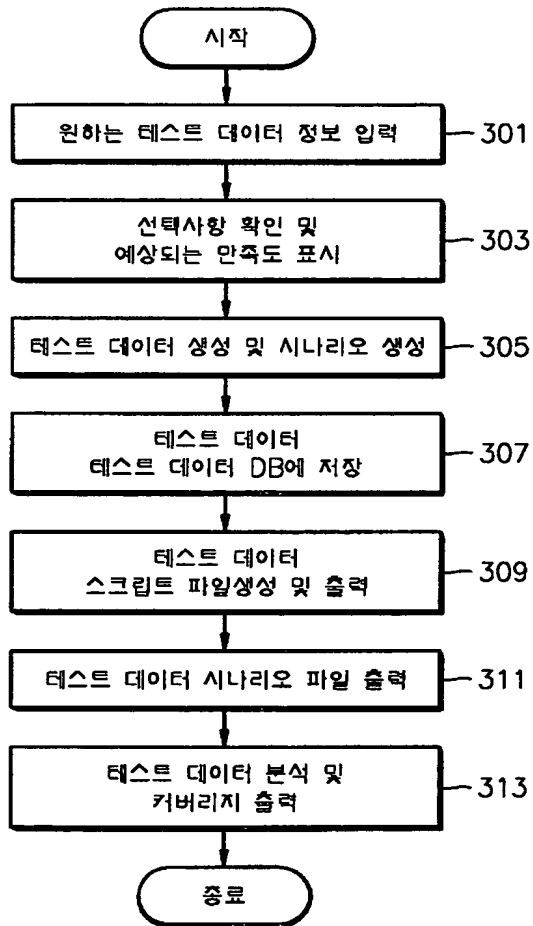 시작
원하는 테스트 데이터 정보 입력
301
선택사항 확인 및
예상되는 만족도 표시
303
테스트 데이터 생성 및 시나리오 생성
305
테스트 데이터
테스트 데이터 DB에 저장
307
테스트 데이터
스크립트 파일생성 및 출력
309
테스트 데이터 시나리오 파일 출력
311
테스트 데이터 분석 및
커버리지 출력
313
종료